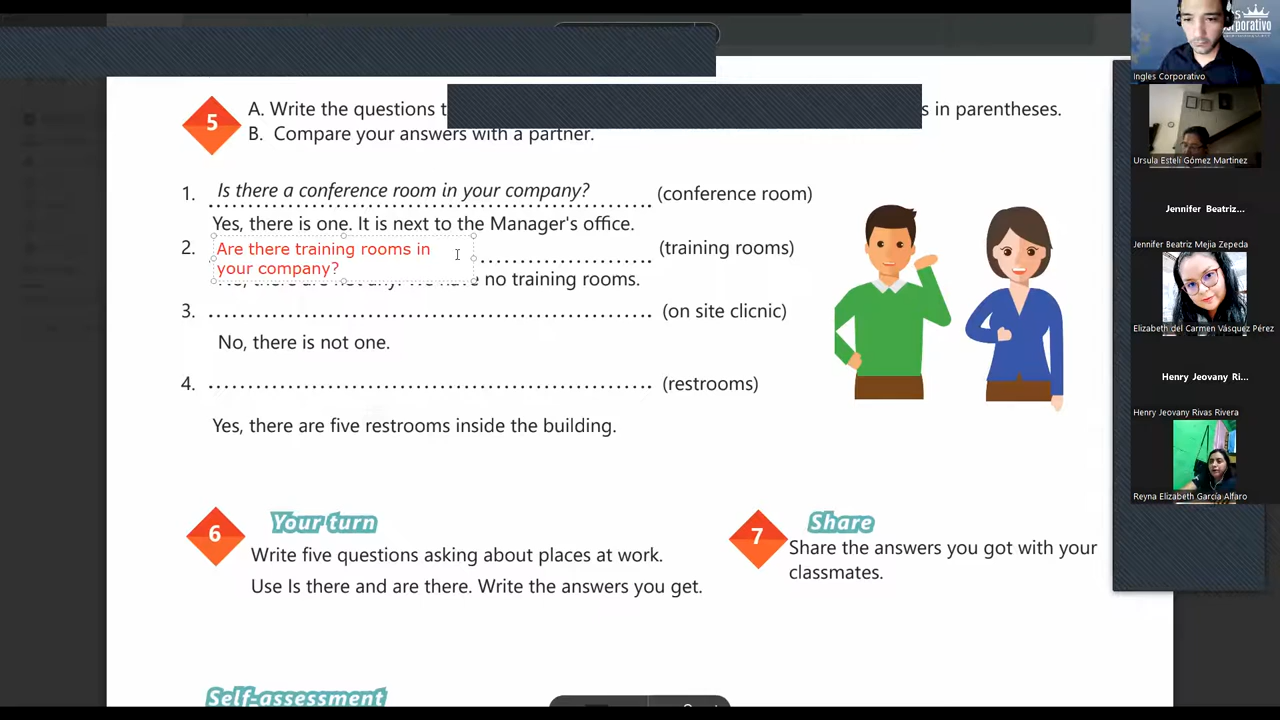 5
A. Write the questions t
s in parentheses.
B. Compare your answers with a partner.
1. Is there a conference room in your company? (conference room)
Yes, there is one. It is next to the Manager's office.
2. Are there training rooms in your company? (training rooms)
no training rooms.
3. (on site clicnic)
No, there is not one.
4. (restrooms)
Yes, there are five restrooms inside the building.
6 Your turn
Write five questions asking about places at work.
Use Is there and are there. Write the answers you get.
7 Share
Share the answers you got with your
classmates.
Self-assessment
Ingles Corporativo
Ursula Estelí Gómez Martinez
Jennifer Beatriz...
Jennifer Beatriz Mejia Zepeda
Elizabeth del Carmen Vásquez Pérez
Henry Jeovany Ri...
Henry Jeovany Rivas Rivera
Reyna Elizabeth García Alfaro